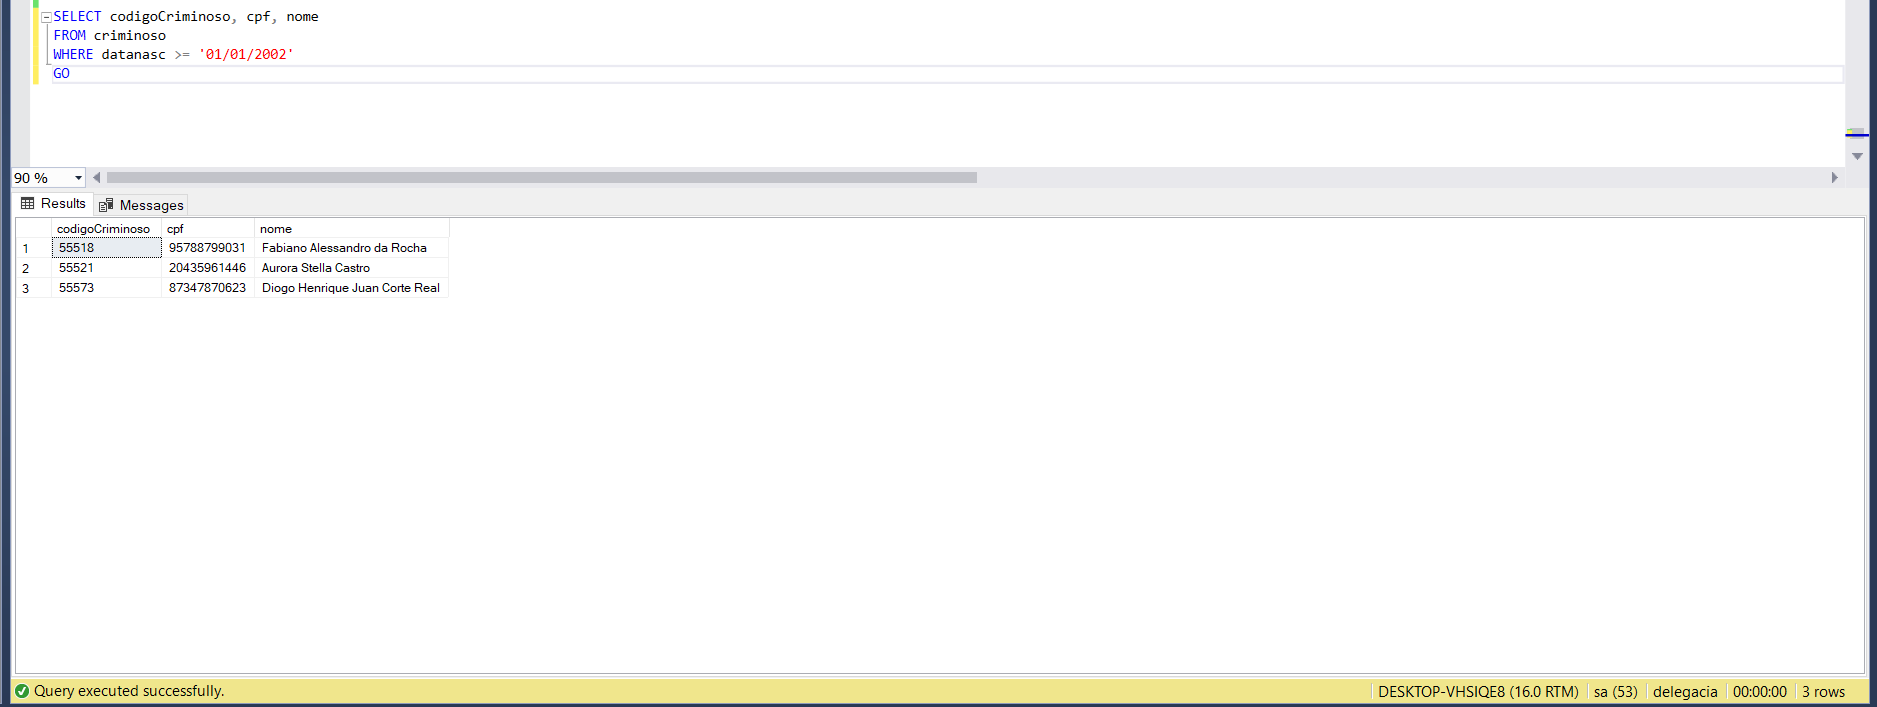 SELECT codigoCriminoso, cpf, nome
FROM criminoso
WHERE datanasc >= '01/01/2002'
GO
90 %
Results Messages
codigoCriminoso cpf nome
1 55518 95788799031 Fabiano Alessandro da Rocha
2 55521 20435961446 Aurora Stella Castro
3 55573 87347870623 Diogo Henrique Juan Corte Real
Query executed successfully. DESKTOP-VHSIQE8 (16.0 RTM) sa (53) delegacia 00:00:00 3 rows